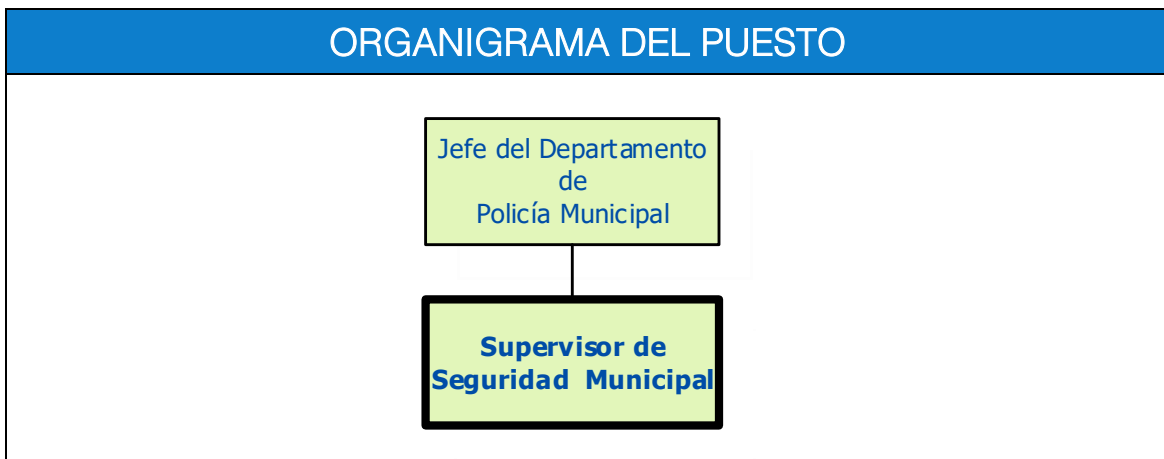 ORGANIGRAMA DEL PUESTO
Jefe del Departamento
de
Policía Municipal
Supervisor de
Seguridad Municipal